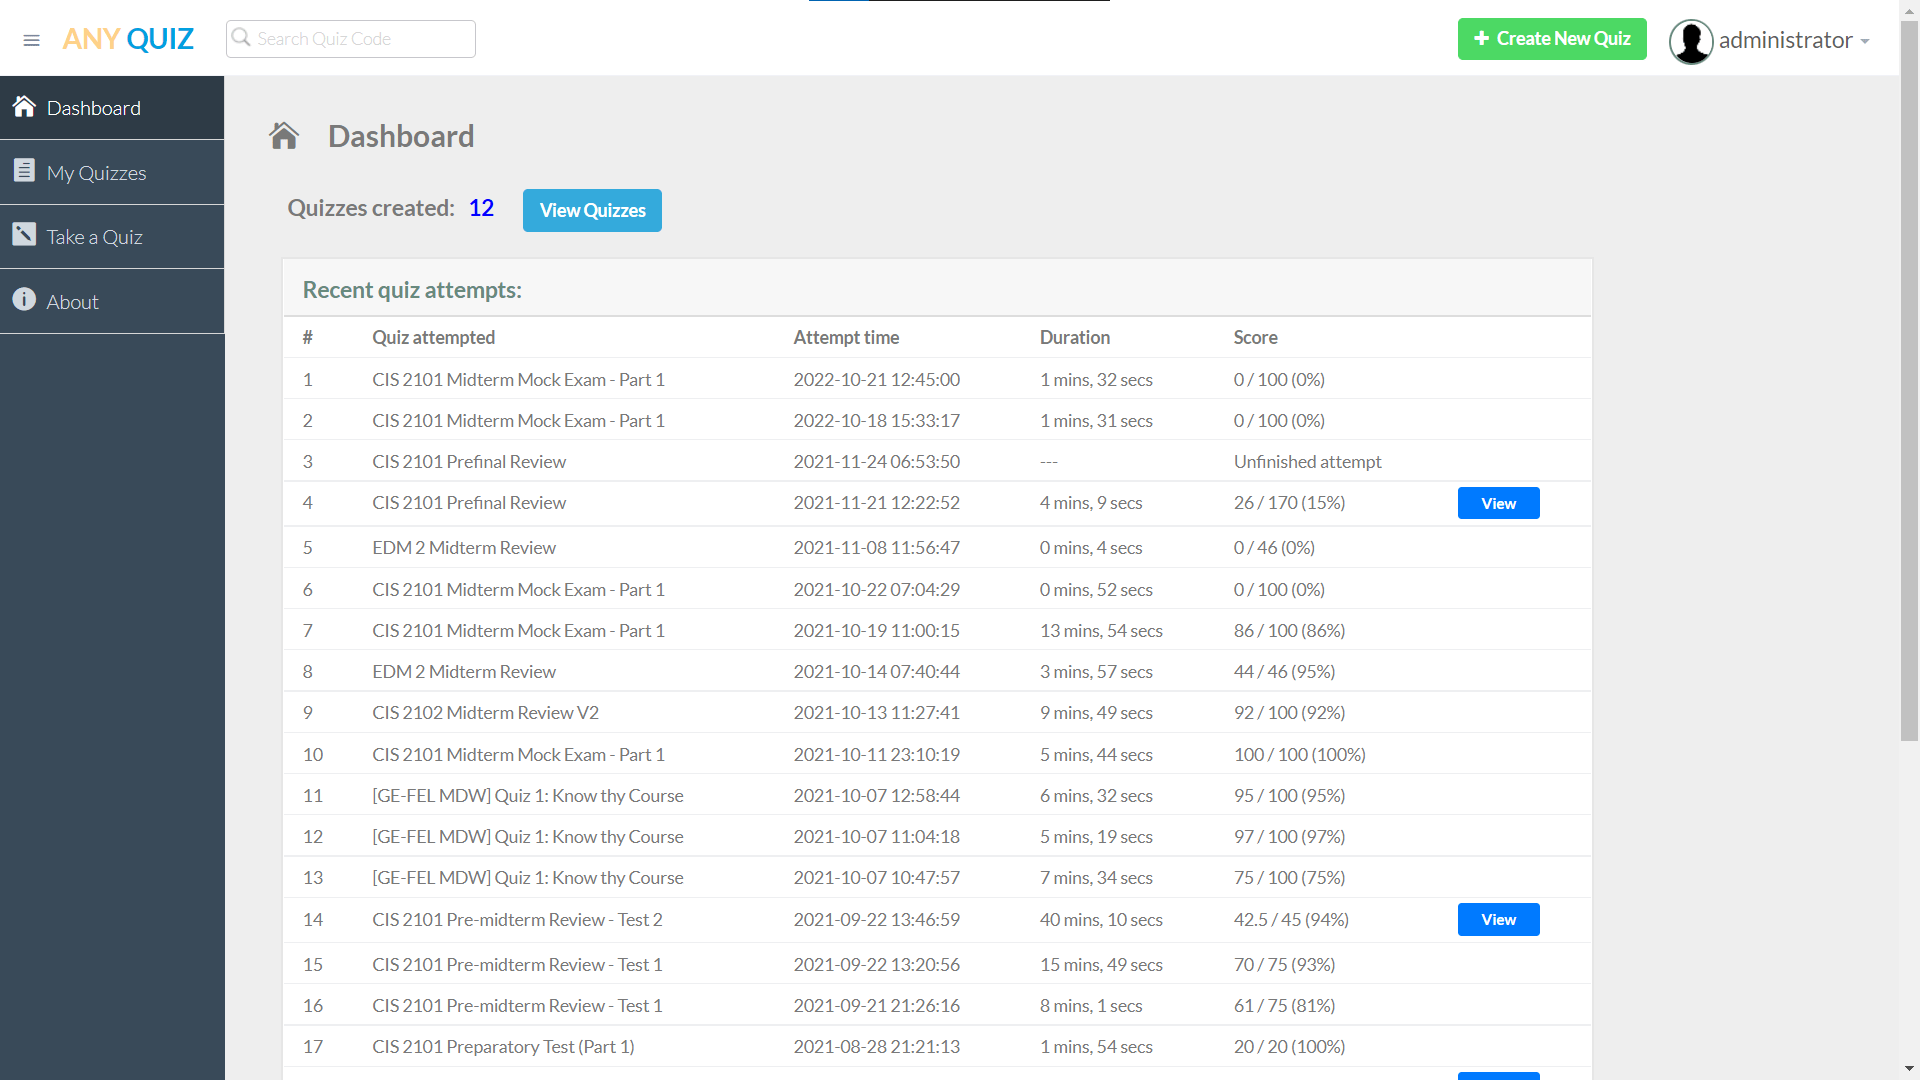 ANY QUIZ
Search Quiz Code
Create New Quiz
administrator
Dashboard
My Quizzes
Take a Quiz
About
Dashboard
Quizzes created: 12 View Quizzes
Recent quiz attempts:
# Quiz attempted Attempt time Duration Score
1 CIS 2101 Midterm Mock Exam - Part 1 2022-10-21 12:45:00 1 mins, 32 secs 0 / 100 (0%)
2 CIS 2101 Midterm Mock Exam - Part 1 2022-10-18 15:33:17 1 mins, 31 secs 0 / 100 (0%)
3 CIS 2101 Prefinal Review 2021-11-24 06:53:50 --- Unfinished attempt
4 CIS 2101 Prefinal Review 2021-11-21 12:22:52 4 mins, 9 secs 26 / 170 (15%) View
5 EDM 2 Midterm Review 2021-11-08 11:56:47 0 mins, 4 secs 0 / 46 (0%)
6 CIS 2101 Midterm Mock Exam - Part 1 2021-10-22 07:04:29 0 mins, 52 secs 0 / 100 (0%)
7 CIS 2101 Midterm Mock Exam - Part 1 2021-10-19 11:00:15 13 mins, 54 secs 86 / 100 (86%)
8 EDM 2 Midterm Review 2021-10-14 07:40:44 3 mins, 57 secs 44 / 46 (95%)
9 CIS 2102 Midterm Review V2 2021-10-13 11:27:41 9 mins, 49 secs 92 / 100 (92%)
10 CIS 2101 Midterm Mock Exam - Part 1 2021-10-11 23:10:19 5 mins, 44 secs 100 / 100 (100%)
11 [GE-FEL MDW] Quiz 1: Know thy Course 2021-10-07 12:58:44 6 mins, 32 secs 95 / 100 (95%)
12 [GE-FEL MDW] Quiz 1: Know thy Course 2021-10-07 11:04:18 5 mins, 19 secs 97 / 100 (97%)
13 [GE-FEL MDW] Quiz 1: Know thy Course 2021-10-07 10:47:57 7 mins, 34 secs 75 / 100 (75%)
14 CIS 2101 Pre-midterm Review - Test 2 2021-09-22 13:46:59 40 mins, 10 secs 42.5 / 45 (94%) View
15 CIS 2101 Pre-midterm Review - Test 1 2021-09-22 13:20:56 15 mins, 49 secs 70 / 75 (93%)
16 CIS 2101 Pre-midterm Review - Test 1 2021-09-21 21:26:16 8 mins, 1 secs 61 / 75 (81%)
17 CIS 2101 Preparatory Test (Part 1) 2021-08-28 21:21:13 1 mins, 54 secs 20 / 20 (100%)